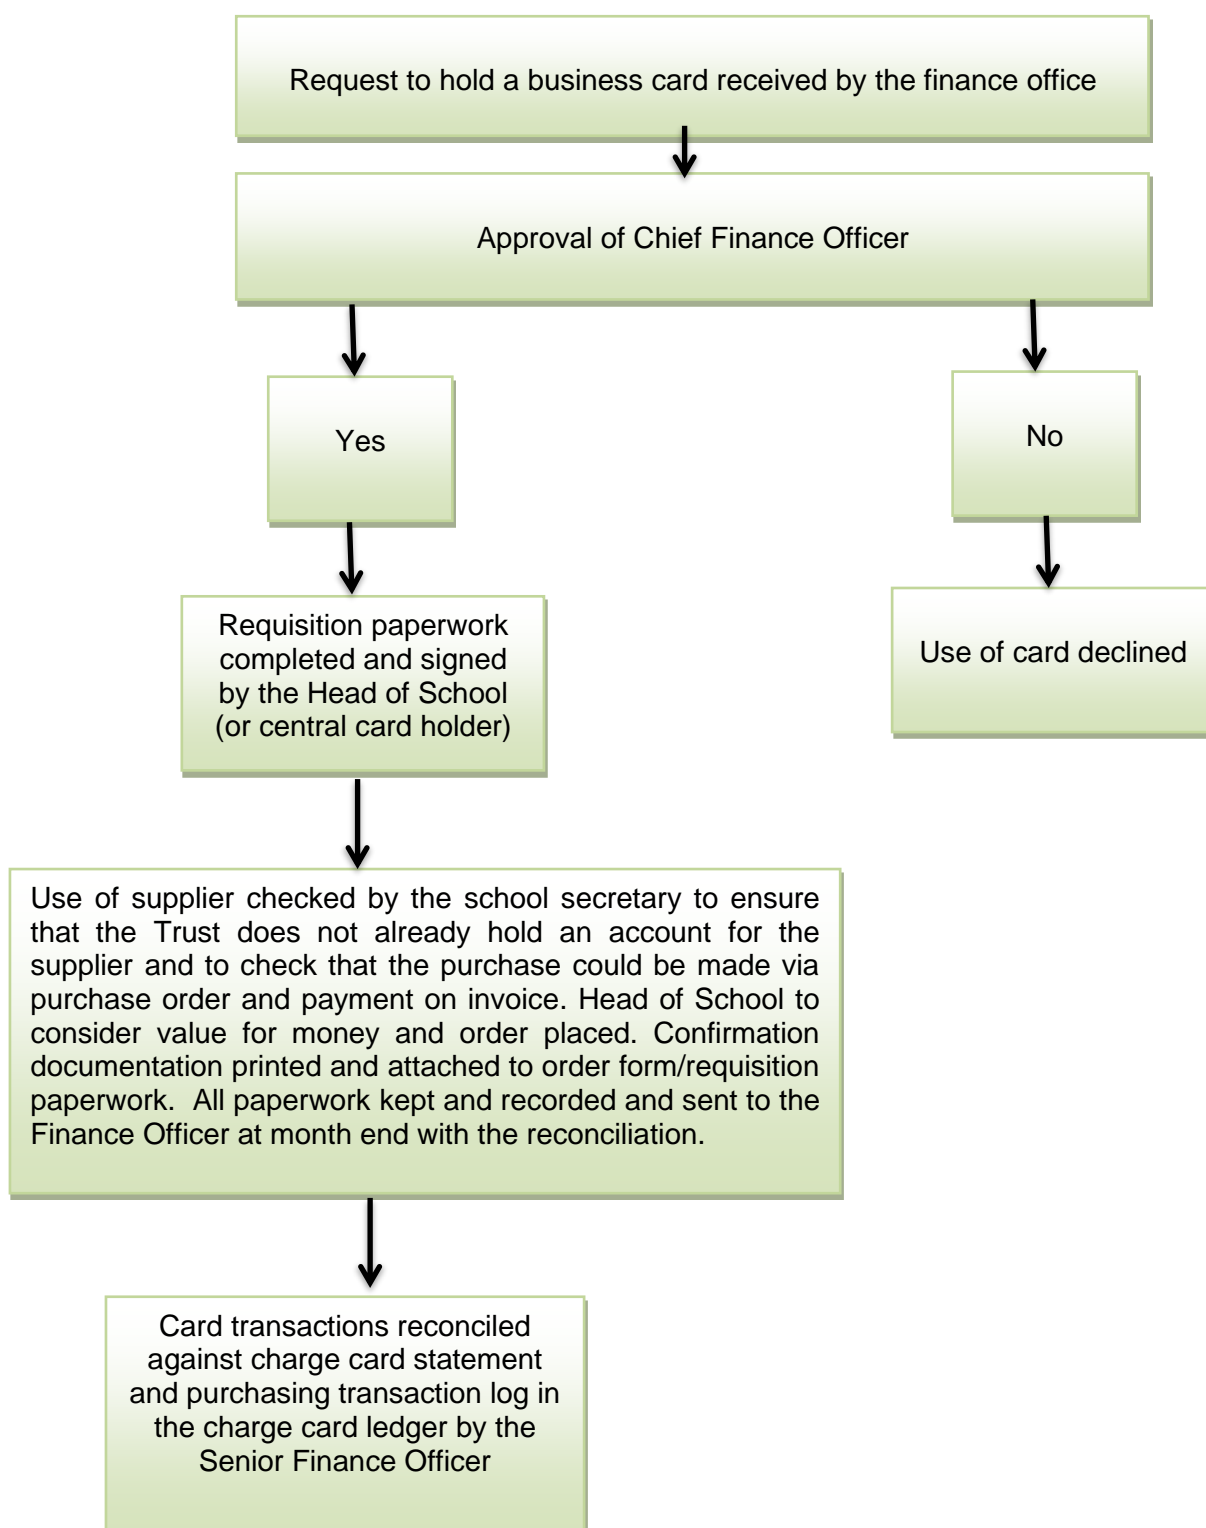 Request to hold a business card received by the finance office
Approval of Chief Finance Officer
Yes
No
Requisition paperwork
completed and signed
by the Head of School
(or central card holder)
Use of card declined
Use of supplier checked by the school secretary to ensure
that the Trust does not already hold an account for the
supplier and to check that the purchase could be made via
purchase order and payment on invoice. Head of School to
consider value for money and order placed. Confirmation
documentation printed and attached to order form/requisition
paperwork.  All paperwork kept and recorded and sent to the
Finance Officer at month end with the reconciliation.
Card transactions reconciled
against charge card statement
and purchasing transaction log in
the charge card ledger by the
Senior Finance Officer